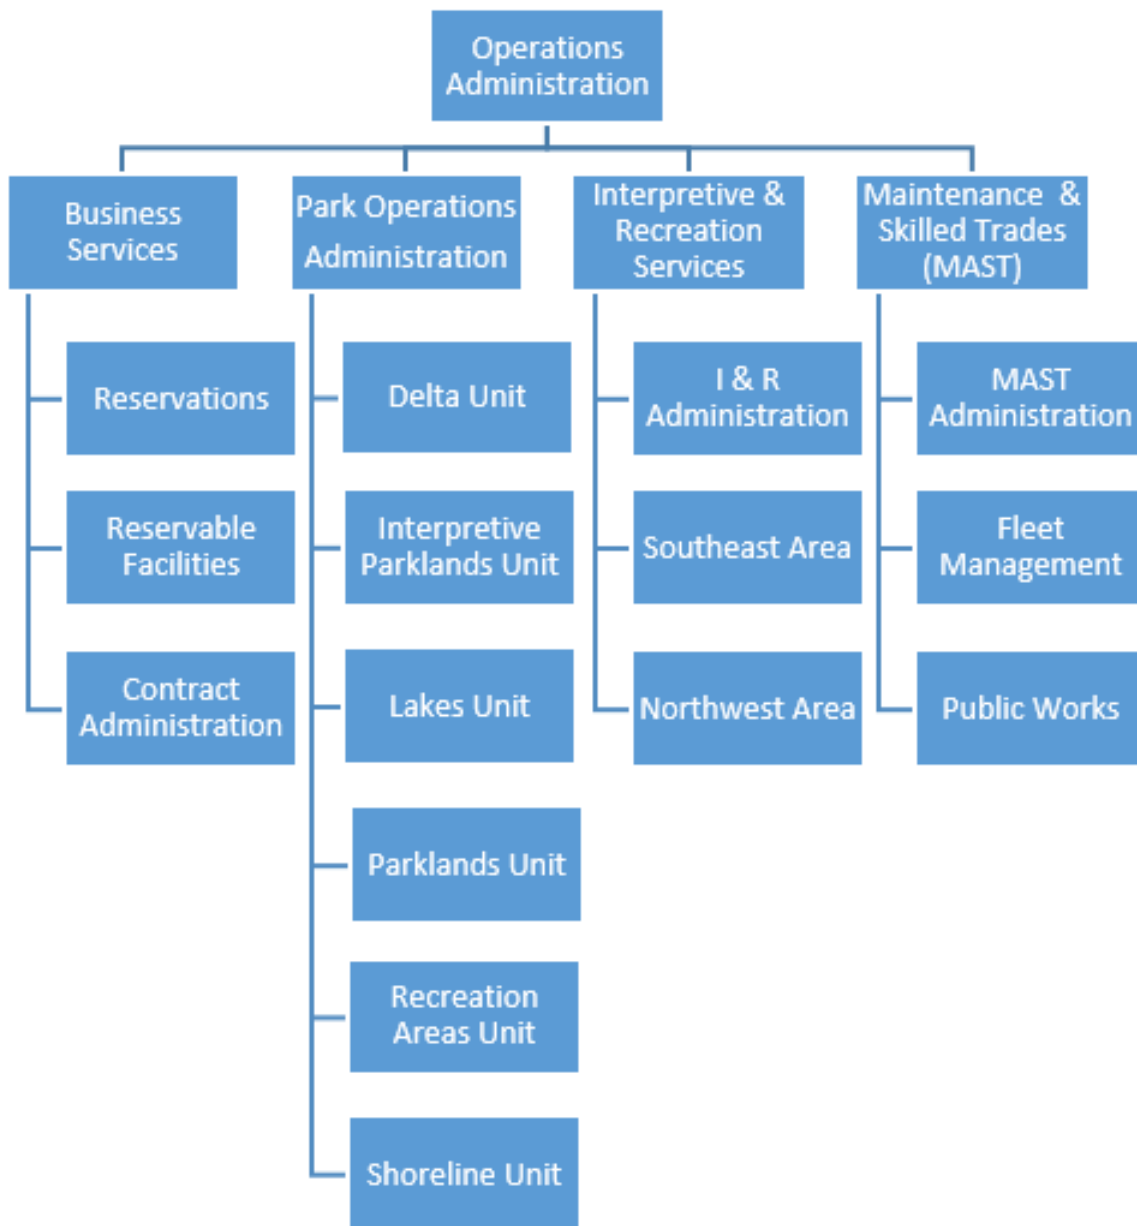 Operations
Administration
Business
Services
Park Operations
Administration
Interpretive &
Recreation
Services
Maintenance &
Skilled Trades
(MAST)
Reservations
Reservable
Facilities
Contract
Administration
Delta Unit
Interpretive
Parklands Unit
Lakes Unit
Parklands Unit
Recreation
Areas Unit
Shoreline Unit
I & R
Administration
Southeast Area
Northwest Area
MAST
Administration
Fleet
Management
Public Works